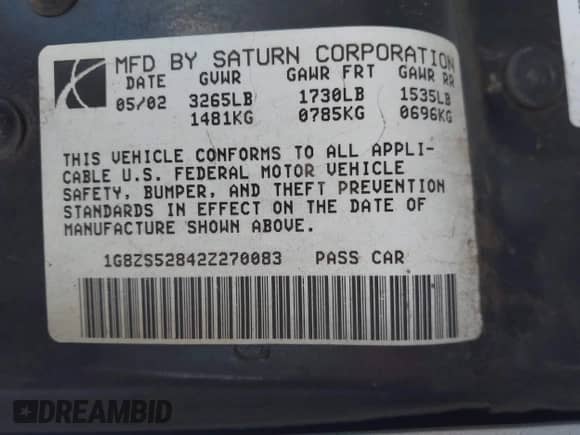 MFD BY SATURN CORPORATION
DATE GVWR GAWR FRT GAWR RR
05/02 3265LB 1730LB 1535LB
1481KG 0785KG 0696KG
THIS VEHICLE CONFORMS TO ALL APPLI-
CABLE U.S. FEDERAL MOTOR VEHICLE
SAFETY, BUMPER, AND THEFT PREVENTION
STANDARDS IN EFFECT ON THE DATE OF
MANUFACTURE SHOWN ABOVE.
1G8ZS52842Z270083 PASS CAR
DREAMBID